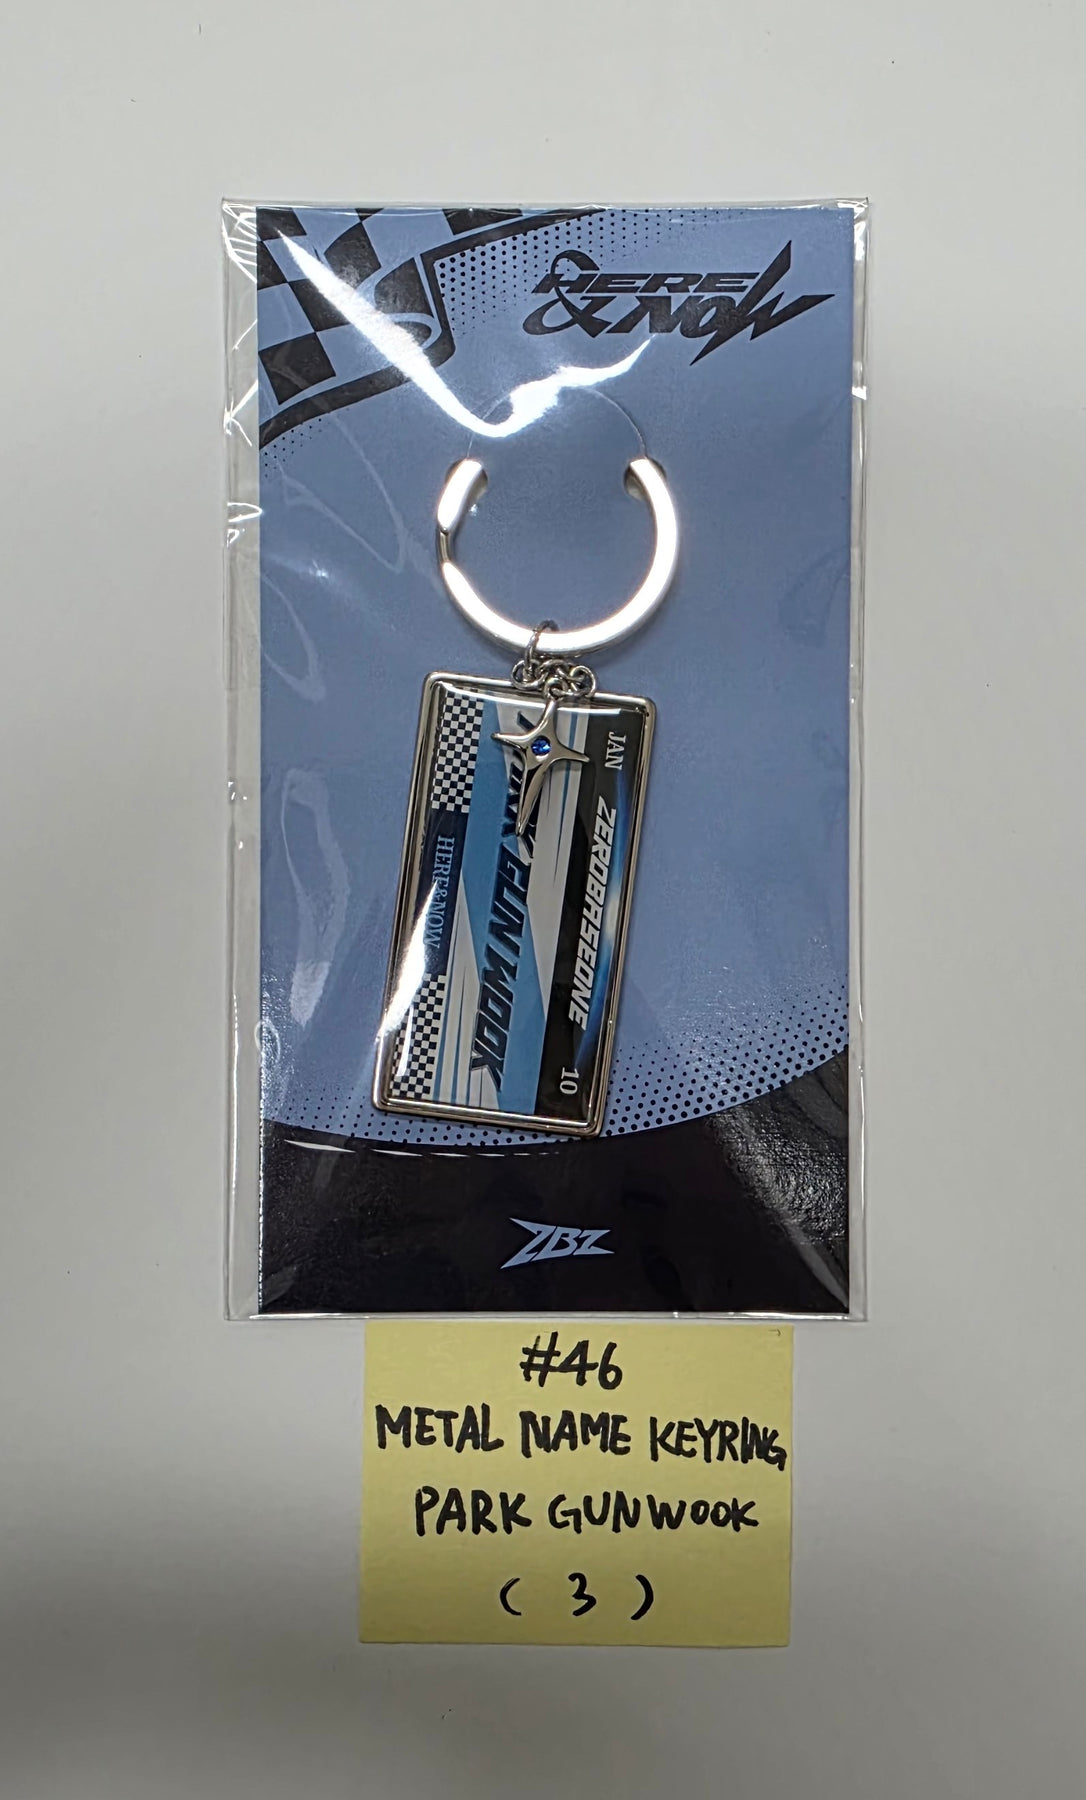 HERE
&NOW
JAN
ZEROBASEONE
10
PARK GUN WOOK
HERE&NOW
ZB1
#46
METAL NAME KEYRING
PARK GUNWOOK
( 3 )